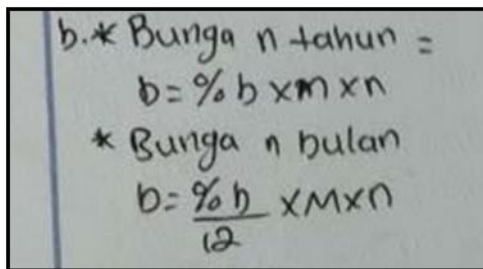 b.* Bunga n tahun =
b = % b x m x n
* Bunga n bulan
b = % b / 12 x M x n